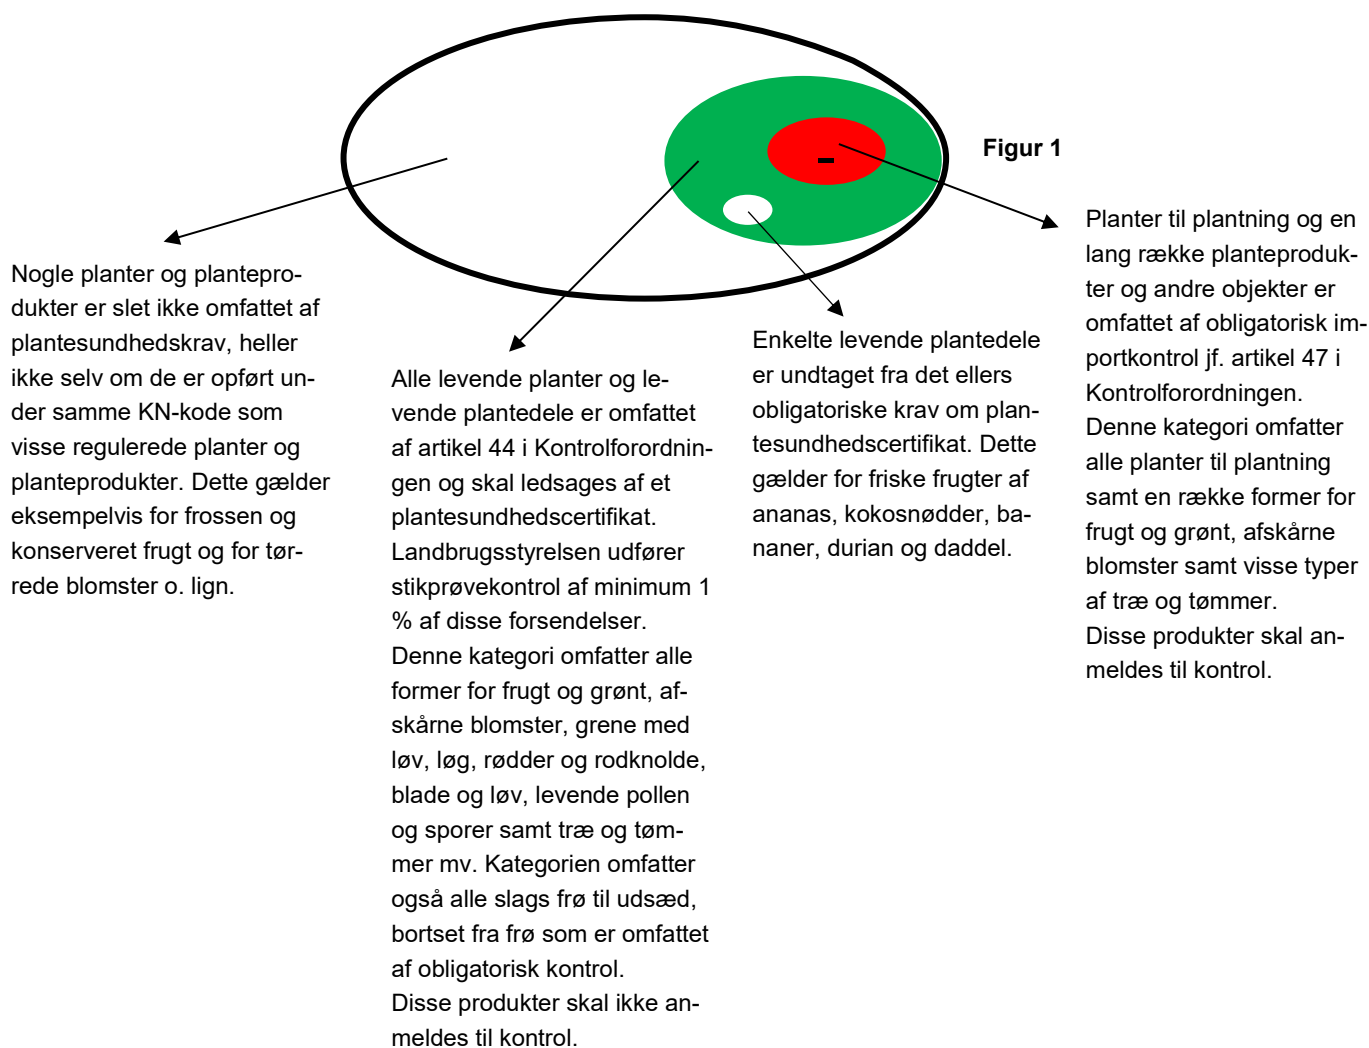 Figur 1
Nogle planter og plantepro-
dukter er slet ikke omfattet af
plantesundhedskrav, heller
ikke selv om de er opført un-
der samme KN-kode som
visse regulerede planter og
planteprodukter. Dette gælder
eksempelvis for frossen og
konserveret frugt og for tør-
rede blomster o. lign.
Alle levende planter og le-
vende plantedele er omfattet
af artikel 44 i Kontrolforordnin-
gen og skal ledsages af et
plantesundhedscertifikat.
Landbrugsstyrelsen udfører
stikprøvekontrol af minimum 1
% af disse forsendelser.
Denne kategori omfatter alle
former for frugt og grønt, af-
skårne blomster, grene med
løv, løg, rødder og rodknolde,
blade og løv, levende pollen
og sporer samt træ og tøm-
mer mv. Kategorien omfatter
også alle slags frø til udsæd,
bortset fra frø som er omfattet
af obligatorisk kontrol.
Disse produkter skal ikke an-
meldes til kontrol.
Enkelte levende plantedele
er undtaget fra det ellers
obligatoriske krav om plan-
tesundhedscertifikat. Dette
gælder for friske frugter af
ananas, kokosnødder, ba-
naner, durian og daddel.
Planter til plantning og en
lang række planteproduk-
ter og andre objekter er
omfattet af obligatorisk im-
portkontrol jf. artikel 47 i
Kontrolforordningen.
Denne kategori omfatter
alle planter til plantning
samt en række former for
frugt og grønt, afskårne
blomster samt visse typer
af træ og tømmer.
Disse produkter skal an-
meldes til kontrol.